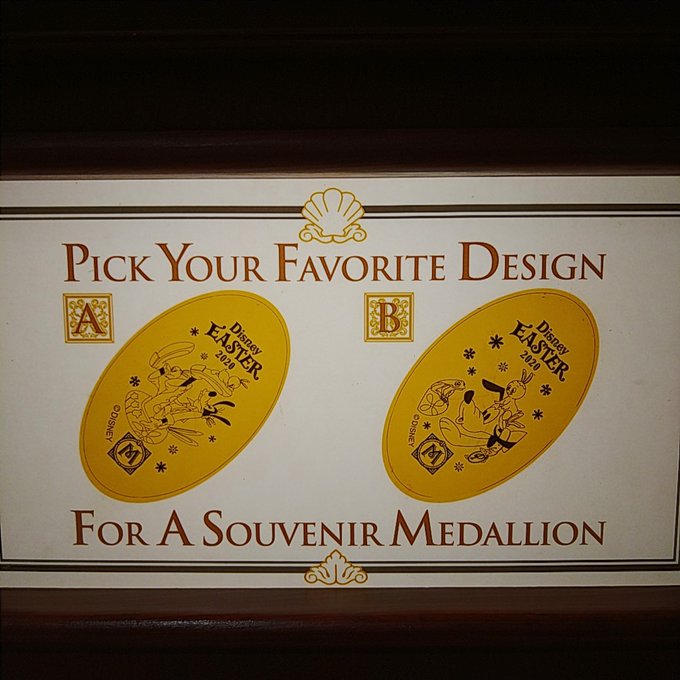 PICK YOUR FAVORITE DESIGN
A
Disney
EASTER
2020
©DISNEY
M
B
Disney
EASTER
2020
©DISNEY
M
FOR A SOUVENIR MEDALLION